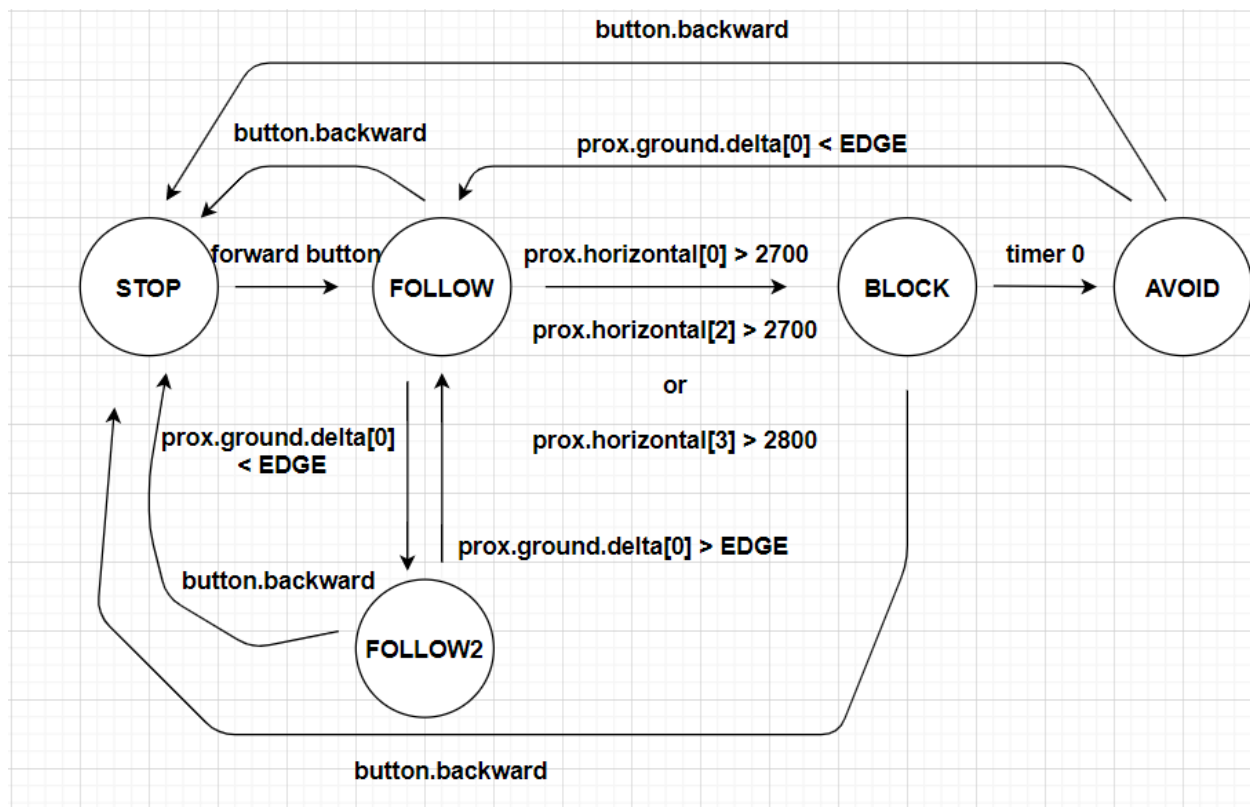 button.backward
button.backward
prox.ground.delta[0] < EDGE
forward button
prox.horizontal[0] > 2700
timer 0
STOP
FOLLOW
BLOCK
AVOID
prox.horizontal[2] > 2700
or
prox.horizontal[3] > 2800
prox.ground.delta[0]
< EDGE
prox.ground.delta[0] > EDGE
button.backward
FOLLOW2
button.backward